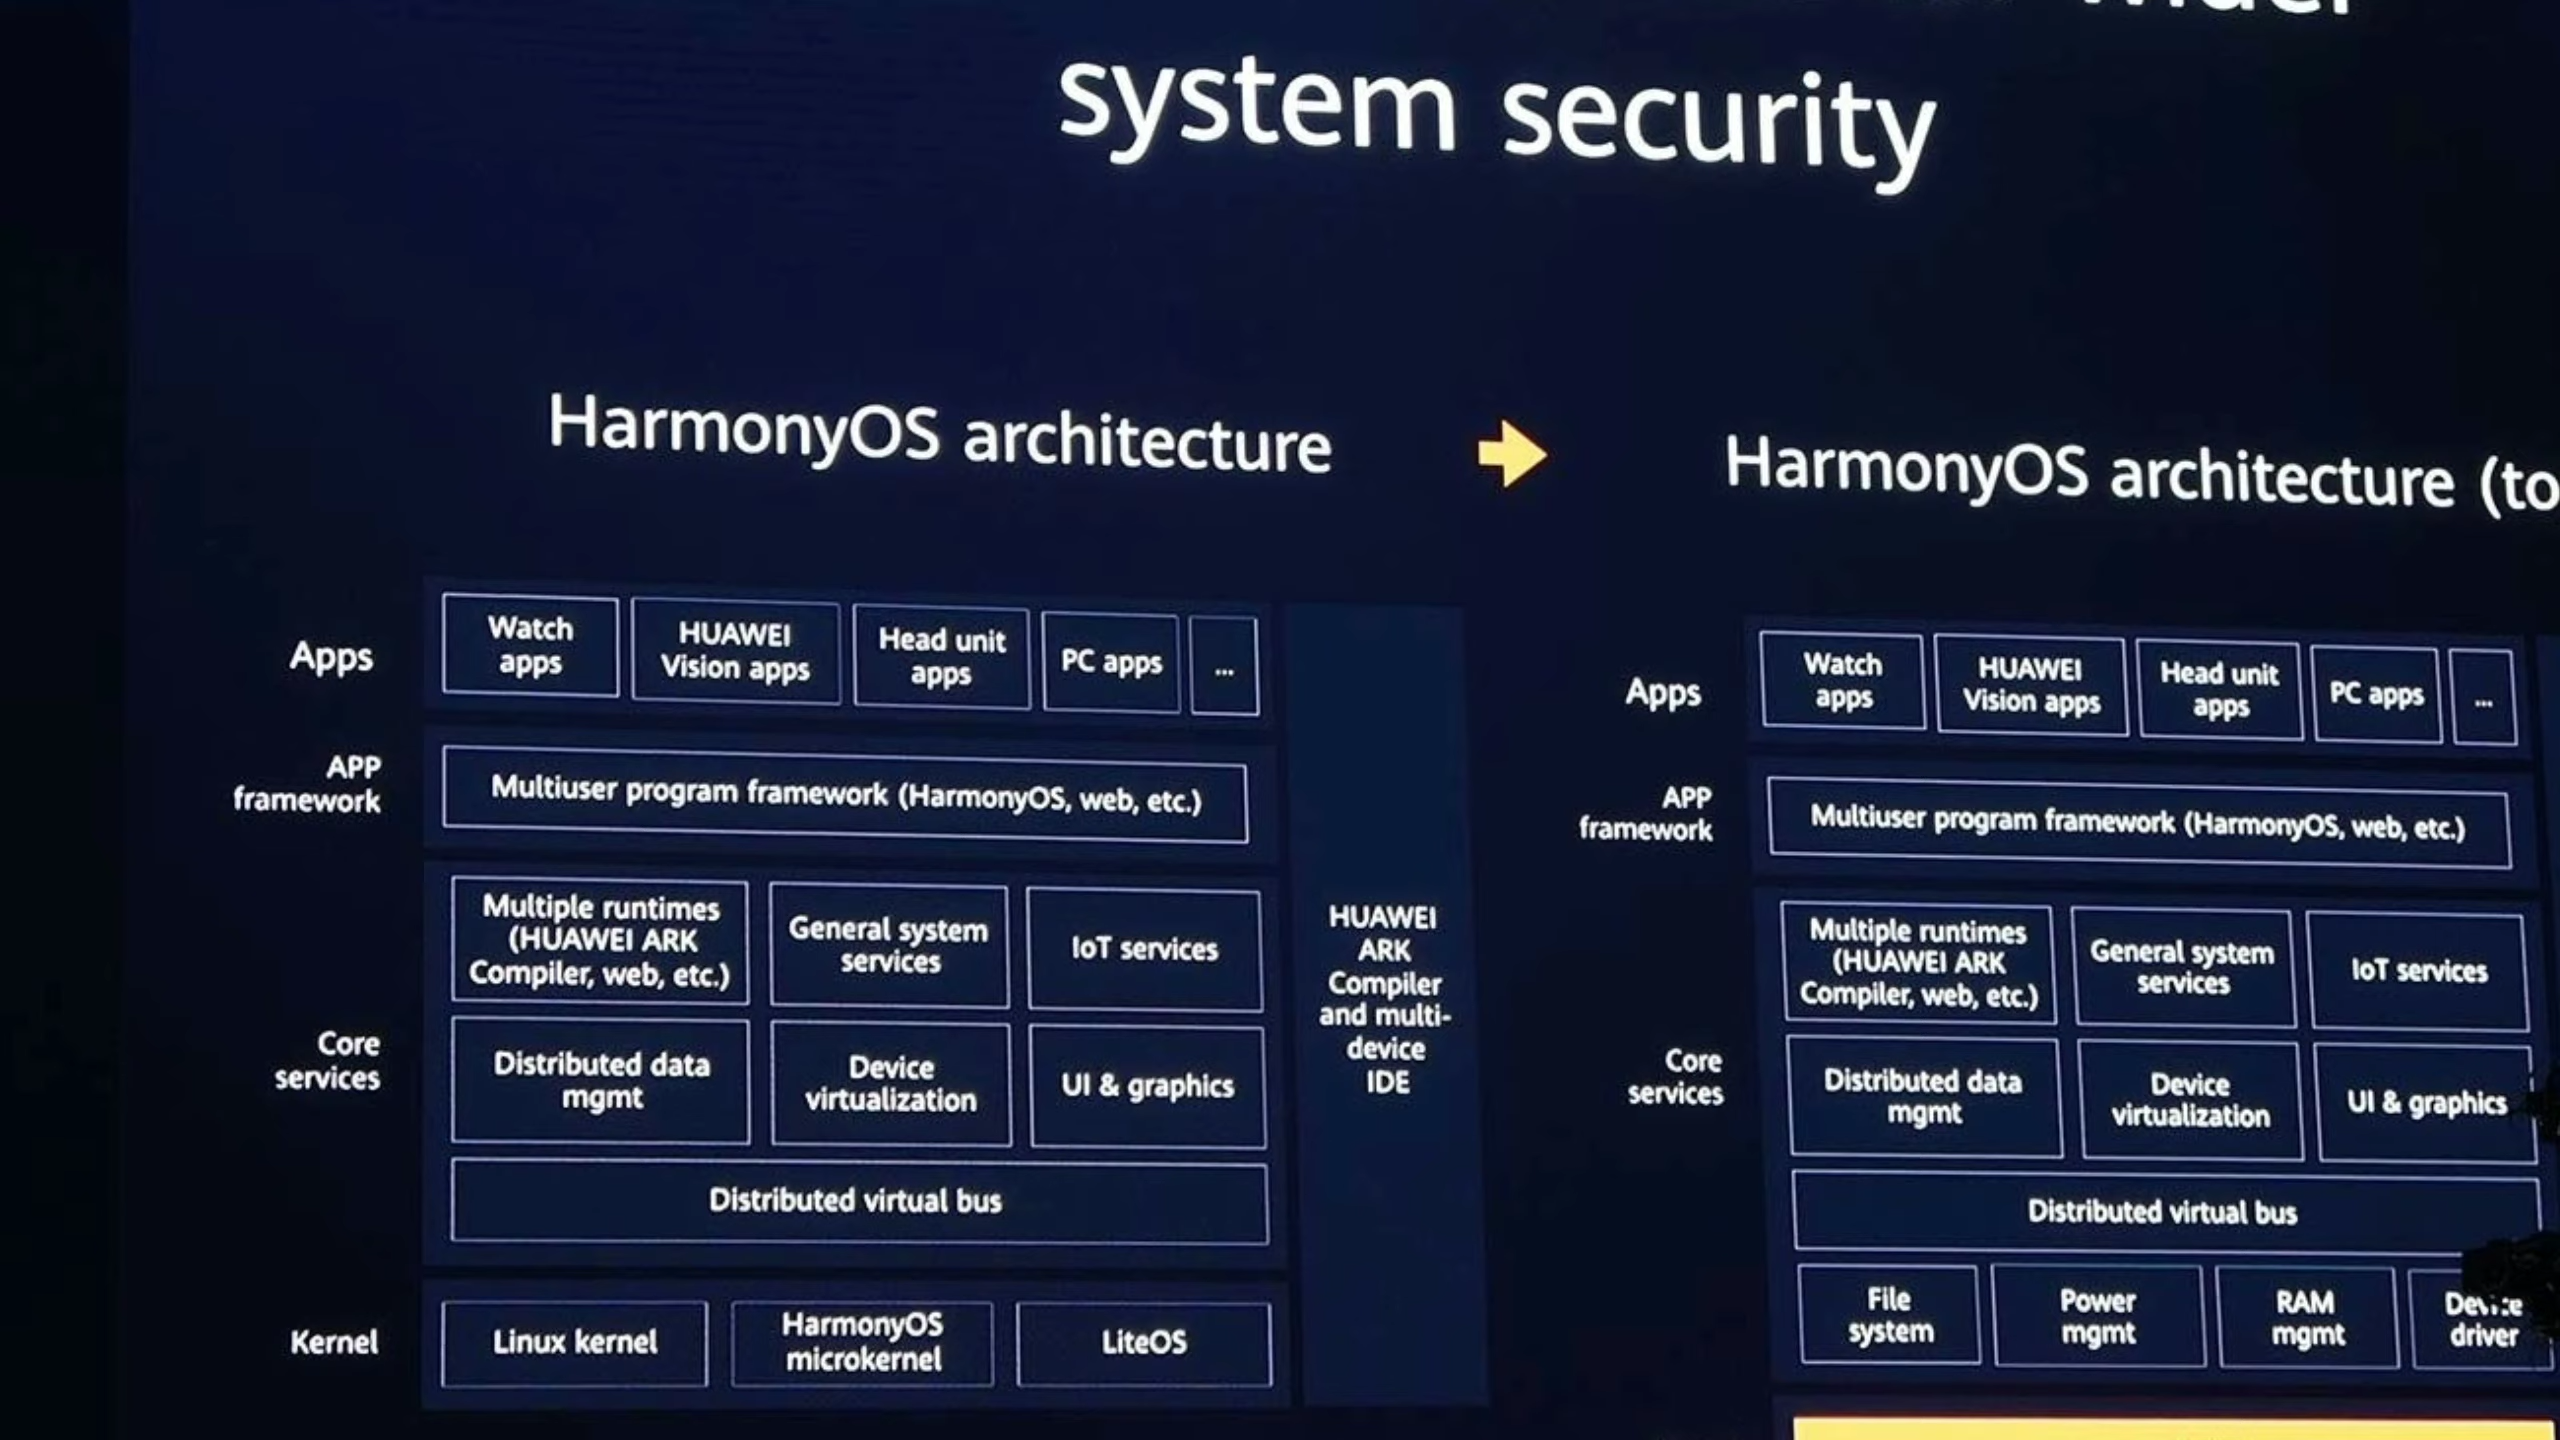 system security
HarmonyOS architecture
HarmonyOS architecture (to
Apps
Watch
apps
HUAWEI
Vision apps
Head unit
apps
PC apps
...
APP
framework
Multiuser program framework (HarmonyOS, web, etc.)
Core
services
Multiple runtimes
(HUAWEI ARK
Compiler, web, etc.)
General system
services
IoT services
Distributed data
mgmt
Device
virtualization
UI & graphics
Distributed virtual bus
Kernel
Linux kernel
HarmonyOS
microkernel
LiteOS
HUAWEI
ARK
Compiler
and multi-
device
IDE
Apps
Watch
apps
HUAWEI
Vision apps
Head unit
apps
PC apps
...
APP
framework
Multiuser program framework (HarmonyOS, web, etc.)
Core
services
Multiple runtimes
(HUAWEI ARK
Compiler, web, etc.)
General system
services
IoT services
Distributed data
mgmt
Device
virtualization
UI & graphics
Distributed virtual bus
File
system
Power
mgmt
RAM
mgmt
Device
driver